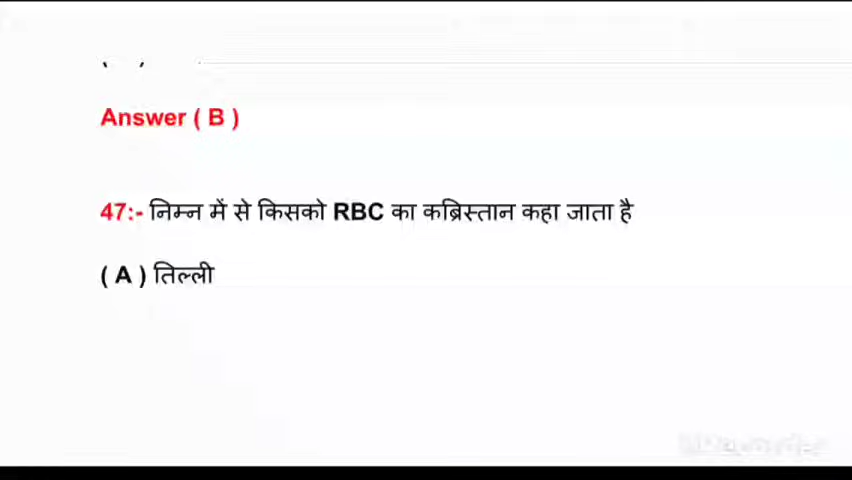 Answer ( B )
47:- निम्न में से किसको RBC का कब्रिस्तान कहा जाता है
( A ) तिल्ली